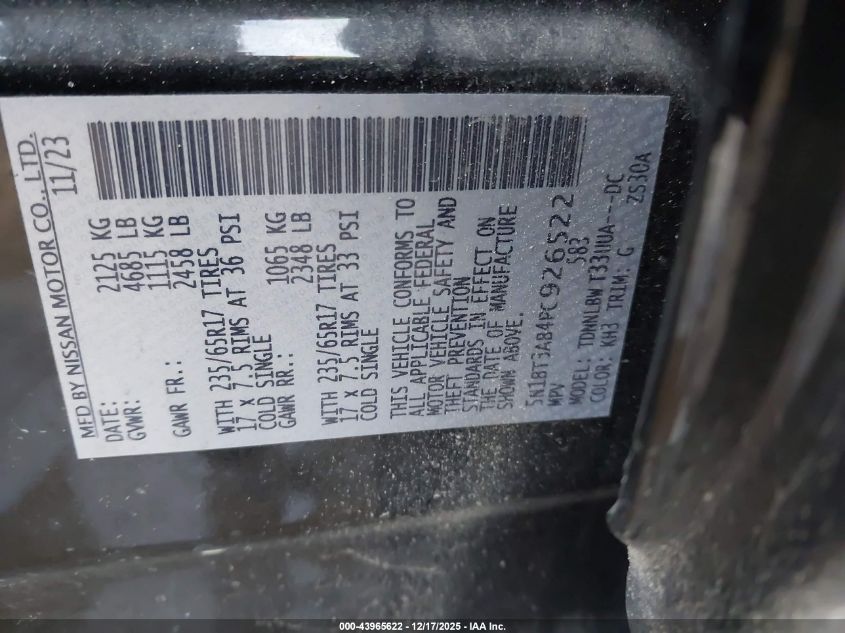 MFD BY NISSAN MOTOR CO., LTD.
DATE: 11/23
GVWR: 2125 KG
4685 LB
GAWR FR.: 1115 KG
2458 LB
WITH 235/65R17 TIRES
17 X 7.5 RIMS AT 36 PSI
COLD SINGLE
GAWR RR.: 1065 KG
2348 LB
WITH 235/65R17 TIRES
17 X 7.5 RIMS AT 33 PSI
COLD SINGLE
THIS VEHICLE CONFORMS TO
ALL APPLICABLE FEDERAL
MOTOR VEHICLE SAFETY AND
THEFT PREVENTION
STANDARDS IN EFFECT ON
THE DATE OF MANUFACTURE
SHOWN ABOVE.
5N1BT3AB4PC926522
MPV 583
MODEL: TDNNLBW T33UUA---DC
COLOR: KH3 TRIM: G ZS30A
000-43965622 - 12/17/2025 - IAA Inc.